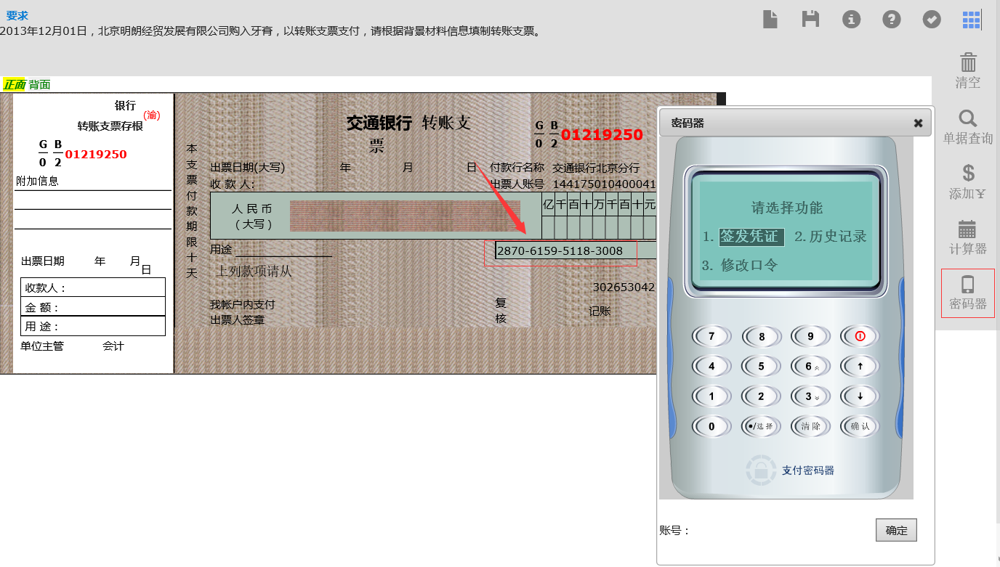 要求
2013年12月01日，北京明朗经贸发展有限公司购入牙膏，以转账支票支付，请根据背景材料信息填制转账支票。
清空
单据查询
添加￥
计算器
密码器
正面 背面
银行
(渝)
转账支票存根
G B
0 2 01219250
附加信息
出票日期 年 月 日
收款人：
金 额：
用 途：
单位主管 会计
本支票付款期限十天
交通银行 转账支
票
G B
0 2 01219250
出票日期(大写) 年 月 日
付款行名称 交通银行北京分行
收 款 人:
出票人账号 144175010400041
人 民 币
（大写）
亿千百十万千百十元
用途
2870-6159-5118-3008
上列款项请从
302653042
我帐户内支付
出票人签章
复
核
记账
密码器
请选择功能
1. 签发凭证 2. 历史记录
3. 修改口令
7 8 9
4 5 6 ↑
1 2 3 ↓
0 ●/选择 清除 确认
支付密码器
账号：
确定